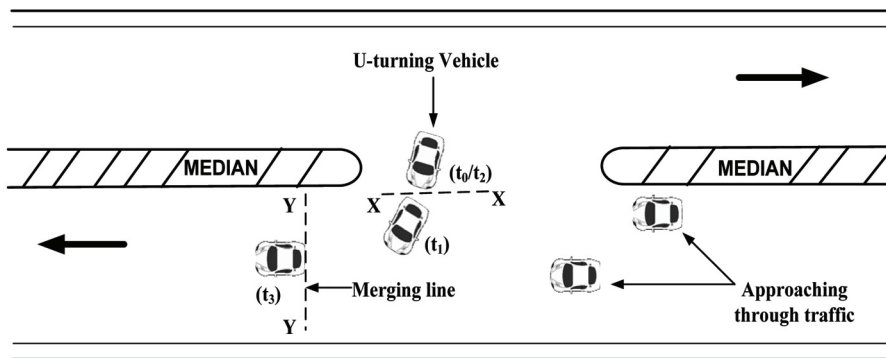 U-turning Vehicle
MEDIAN
(t₀/t₂)
MEDIAN
Y
X
X
(t₁)
(t₃)
Merging line
Approaching
through traffic
Y